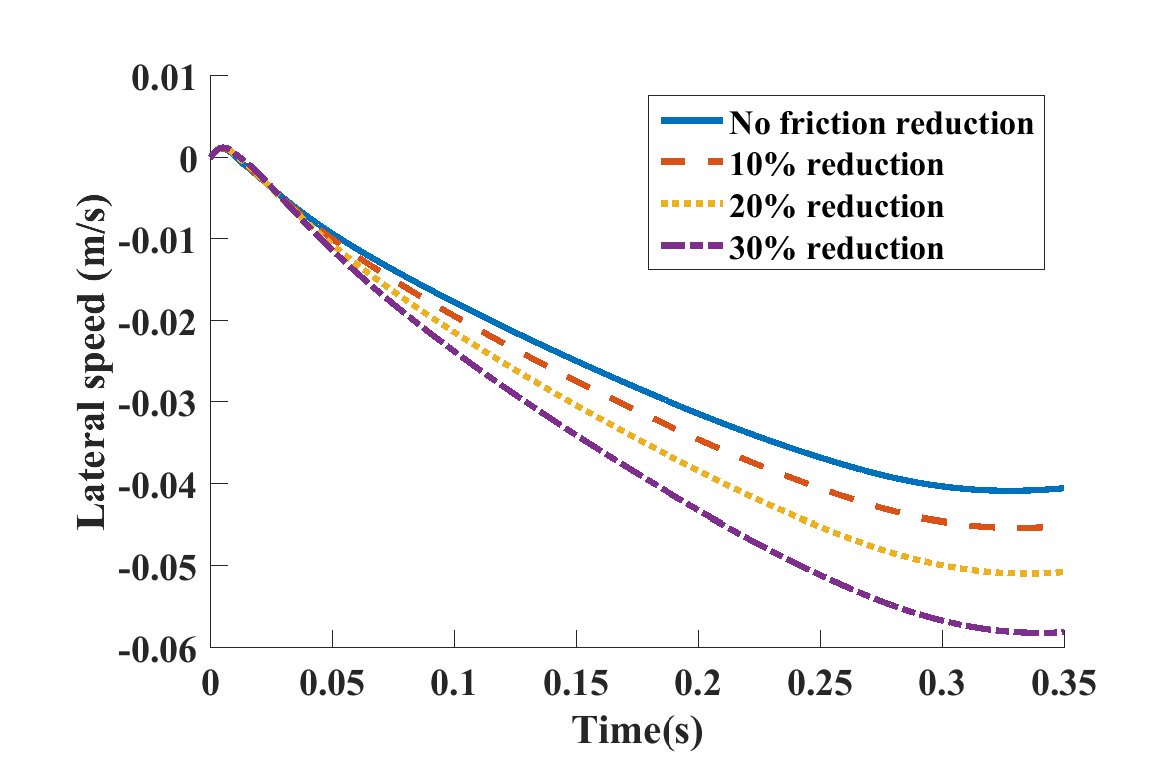 0.01
0
-0.01
-0.02
-0.03
-0.04
-0.05
-0.06
Lateral speed (m/s)
No friction reduction
10% reduction
20% reduction
30% reduction
0 0.05 0.1 0.15 0.2 0.25 0.3 0.35
Time(s)